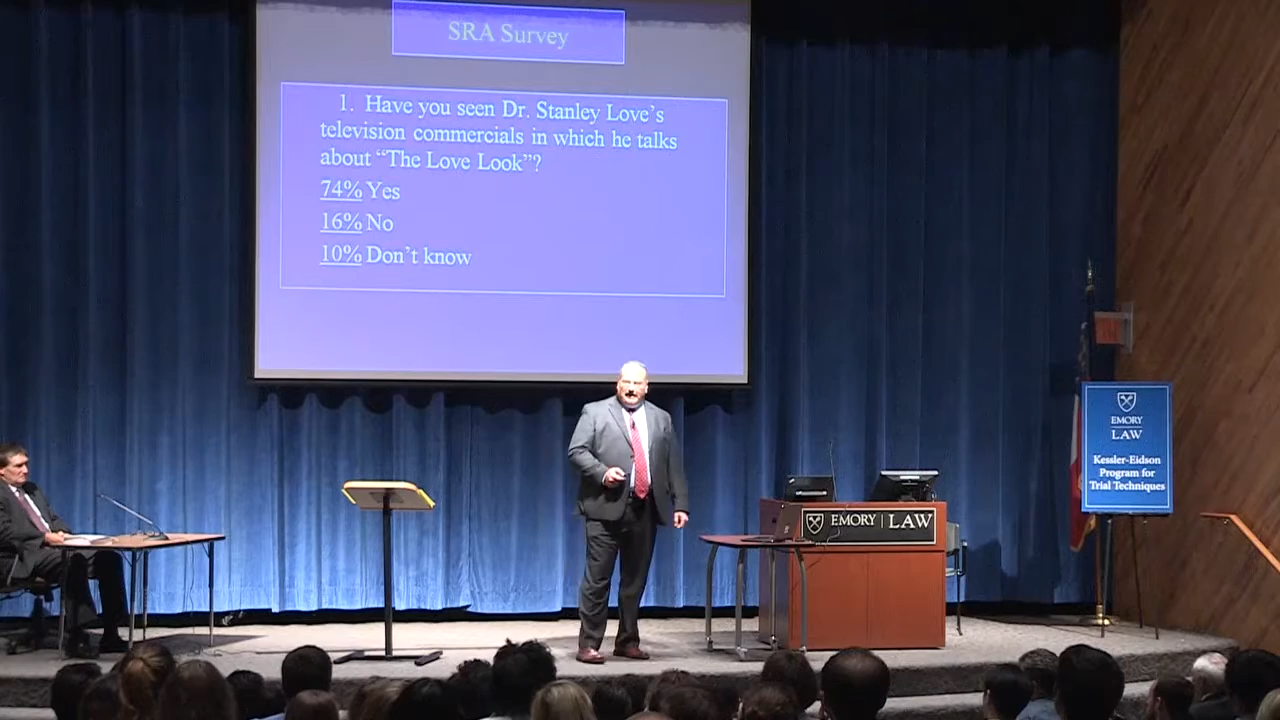 SRA Survey
1. Have you seen Dr. Stanley Love’s
television commercials in which he talks
about “The Love Look”?
74% Yes
16% No
10% Don’t know
EMORY
LAW
Kessler-Eidson
Program for
Trial Techniques
EMORY | LAW